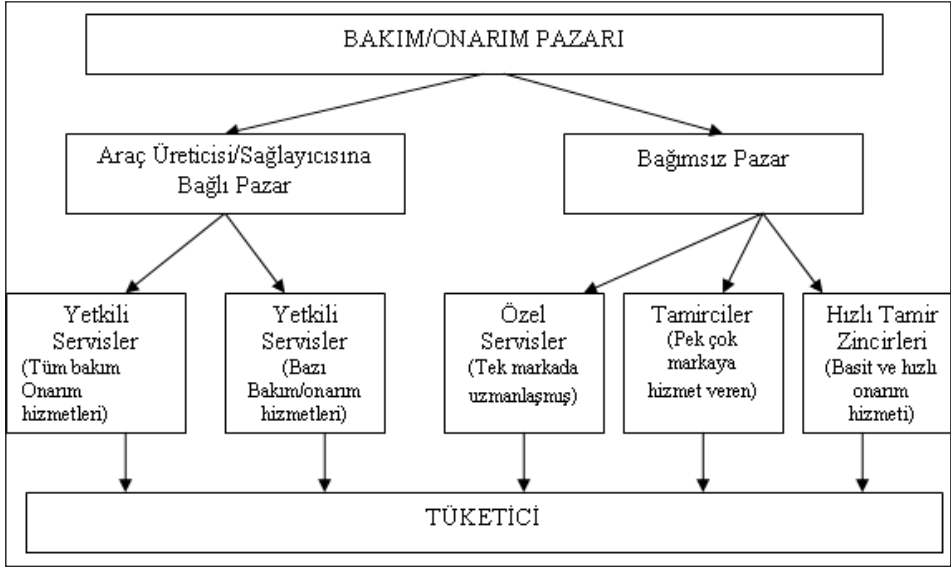 BAKIM/ONARIM PAZARI
Araç Üreticisi/Sağlayıcısına
Bağlı Pazar
Bağımsız Pazar
Yetkili
Servisler
(Tüm bakım
Onarım
hizmetleri)
Yetkili
Servisler
(Bazı
Bakım/onarım
hizmetleri)
Özel
Servisler
(Tek markada
uzmanlaşmış)
Tamirciler
(Pek çok
markaya
hizmet veren)
Hızlı Tamir
Zincirleri
(Basit ve hızlı
onarım
hizmeti)
TÜKETİCİ